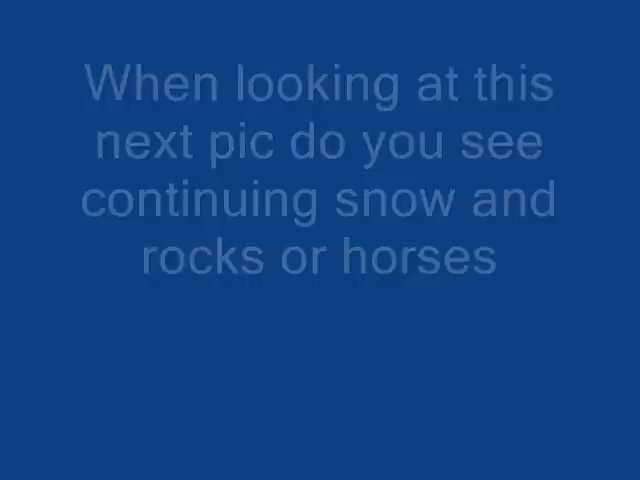 When looking at this
next pic do you see
continuing snow and
rocks or horses